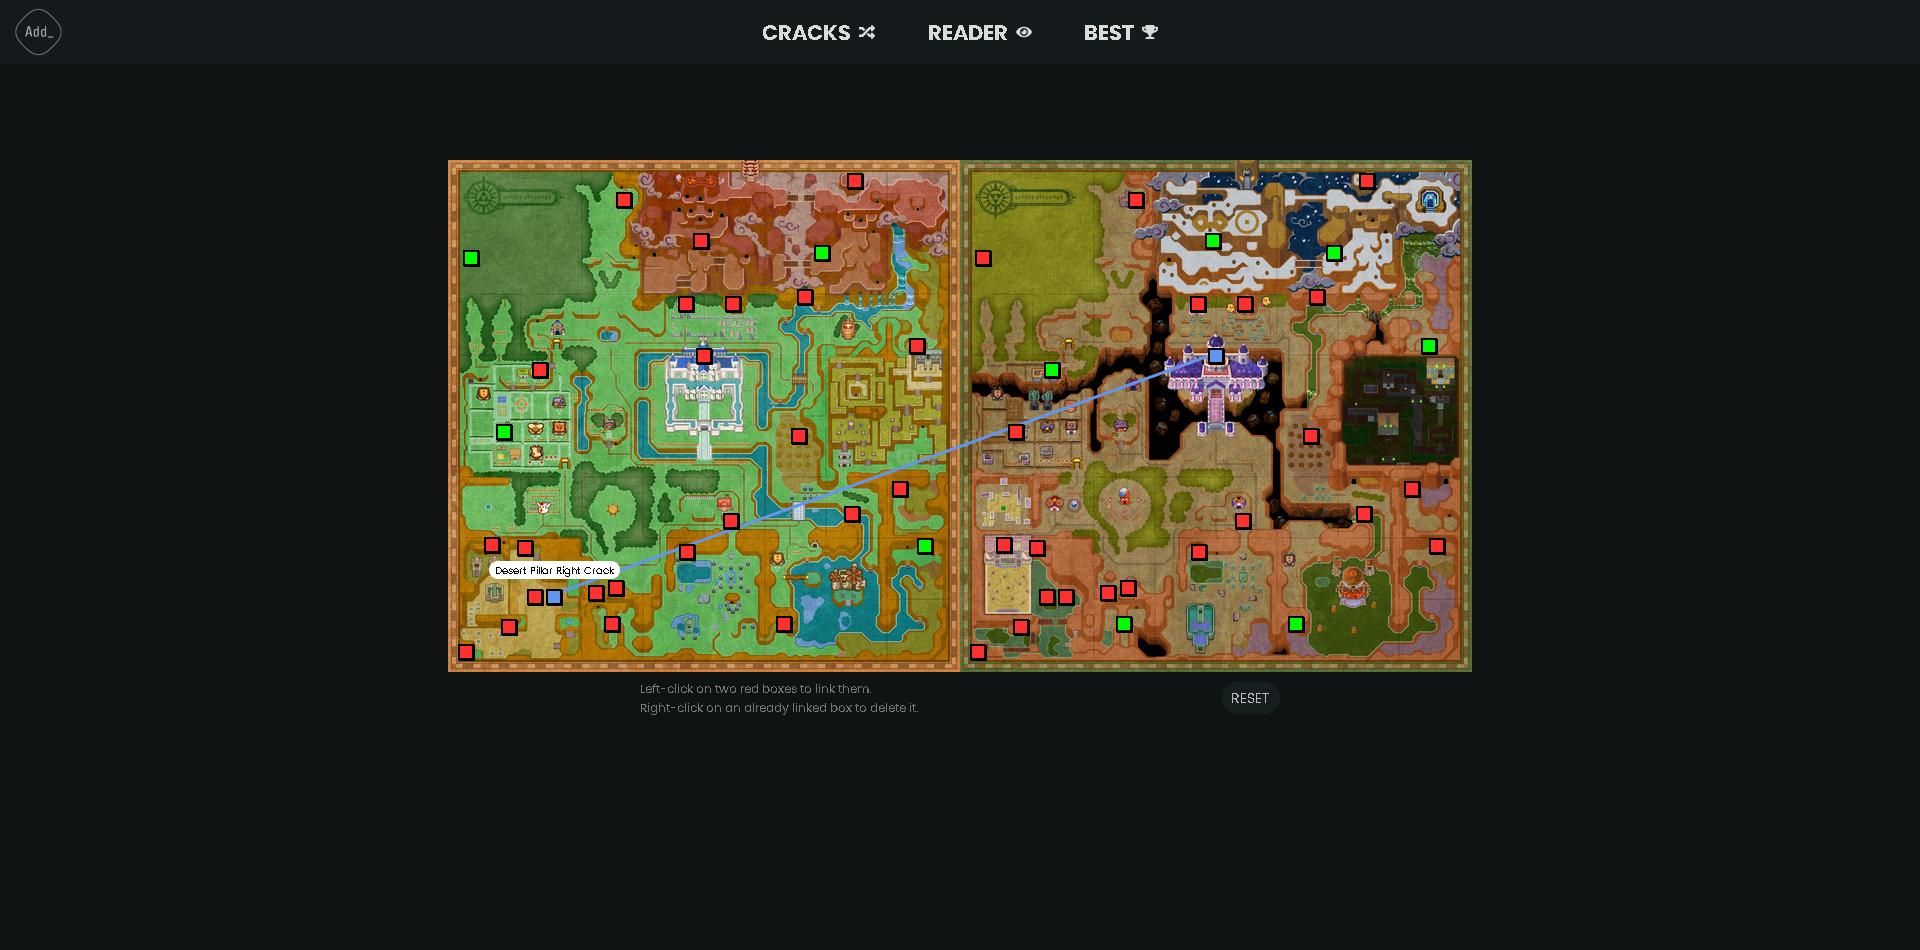 Add_
CRACKS
READER
BEST
Desert Pillar Right Crack
Left-click on two red boxes to link them.
Right-click on an already linked box to delete it.
RESET